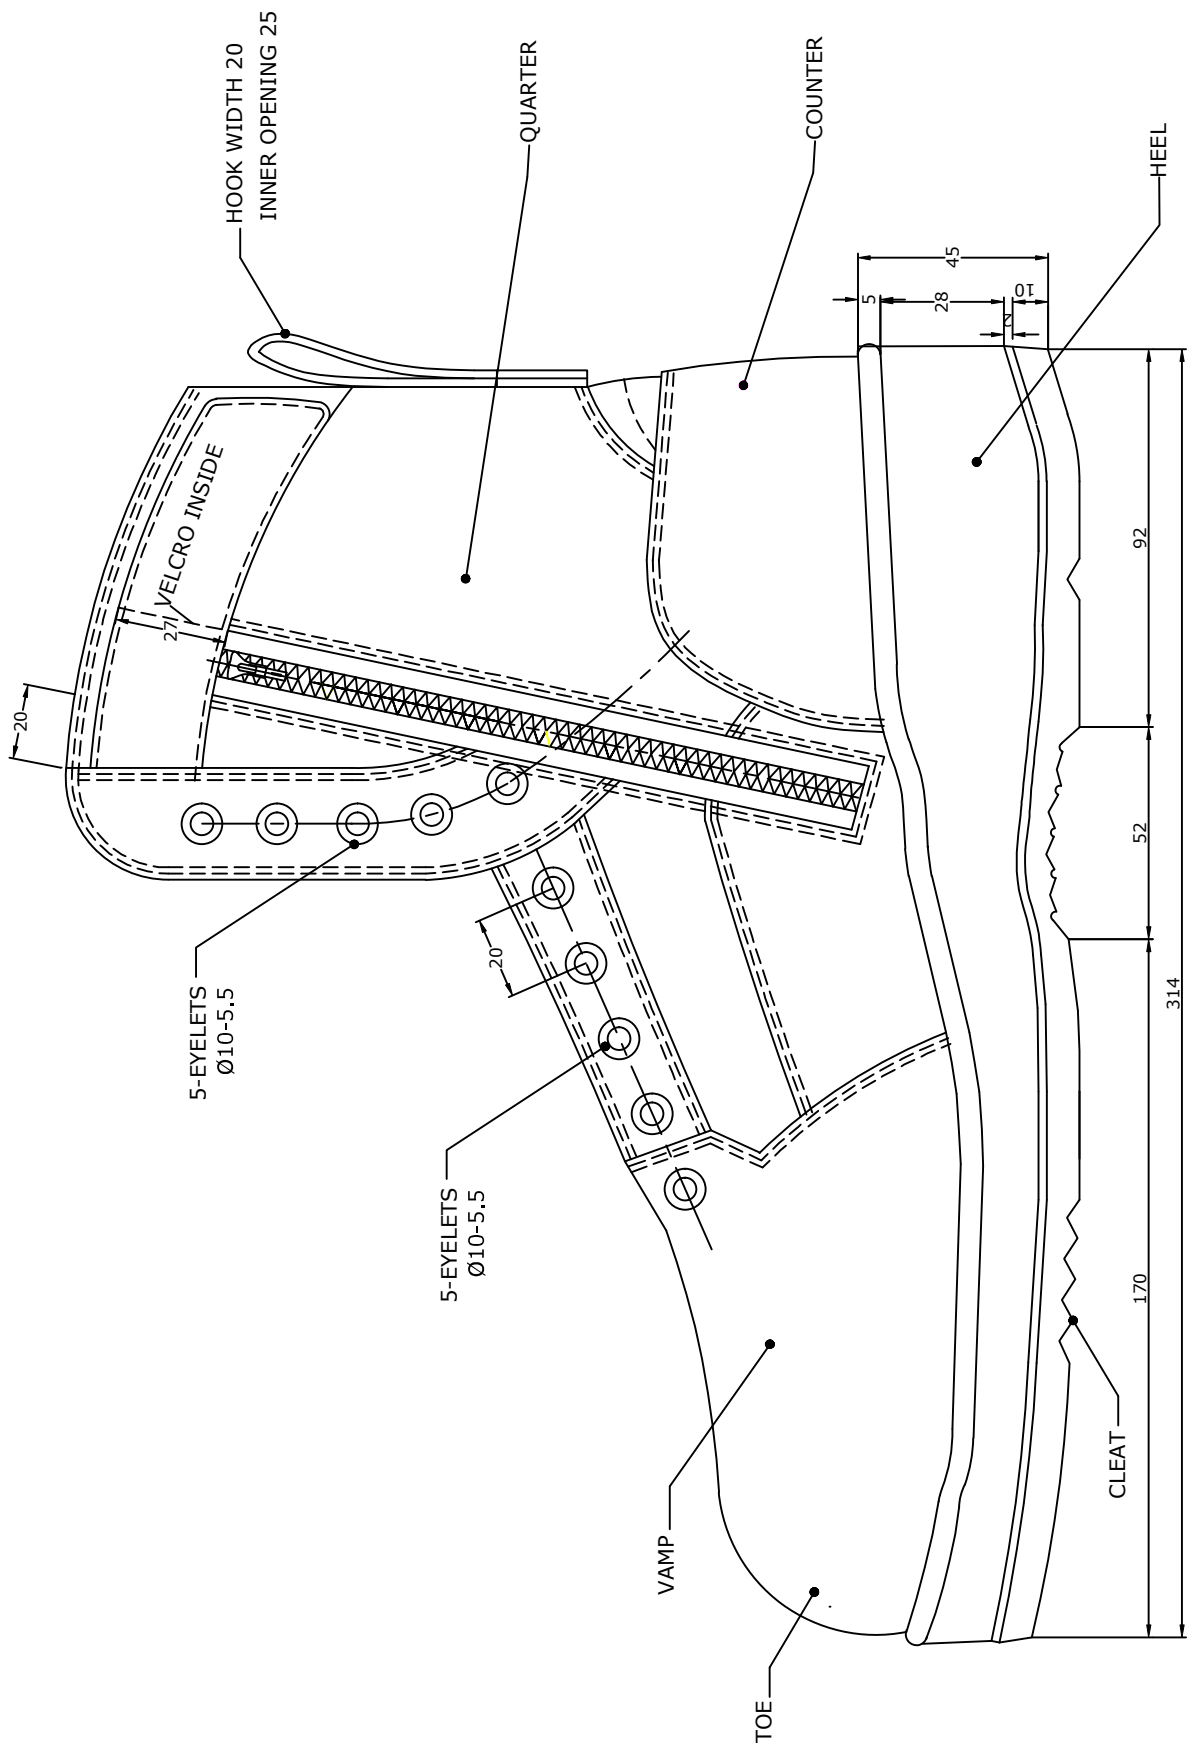 HOOK WIDTH 20
INNER OPENING 25
QUARTER
COUNTER
HEEL
VELCRO INSIDE
27
20
5-EYELETS
Ø10-5.5
20
5-EYELETS
Ø10-5.5
VAMP
TOE
CLEAT
5
28
2
10
45
92
52
170
314